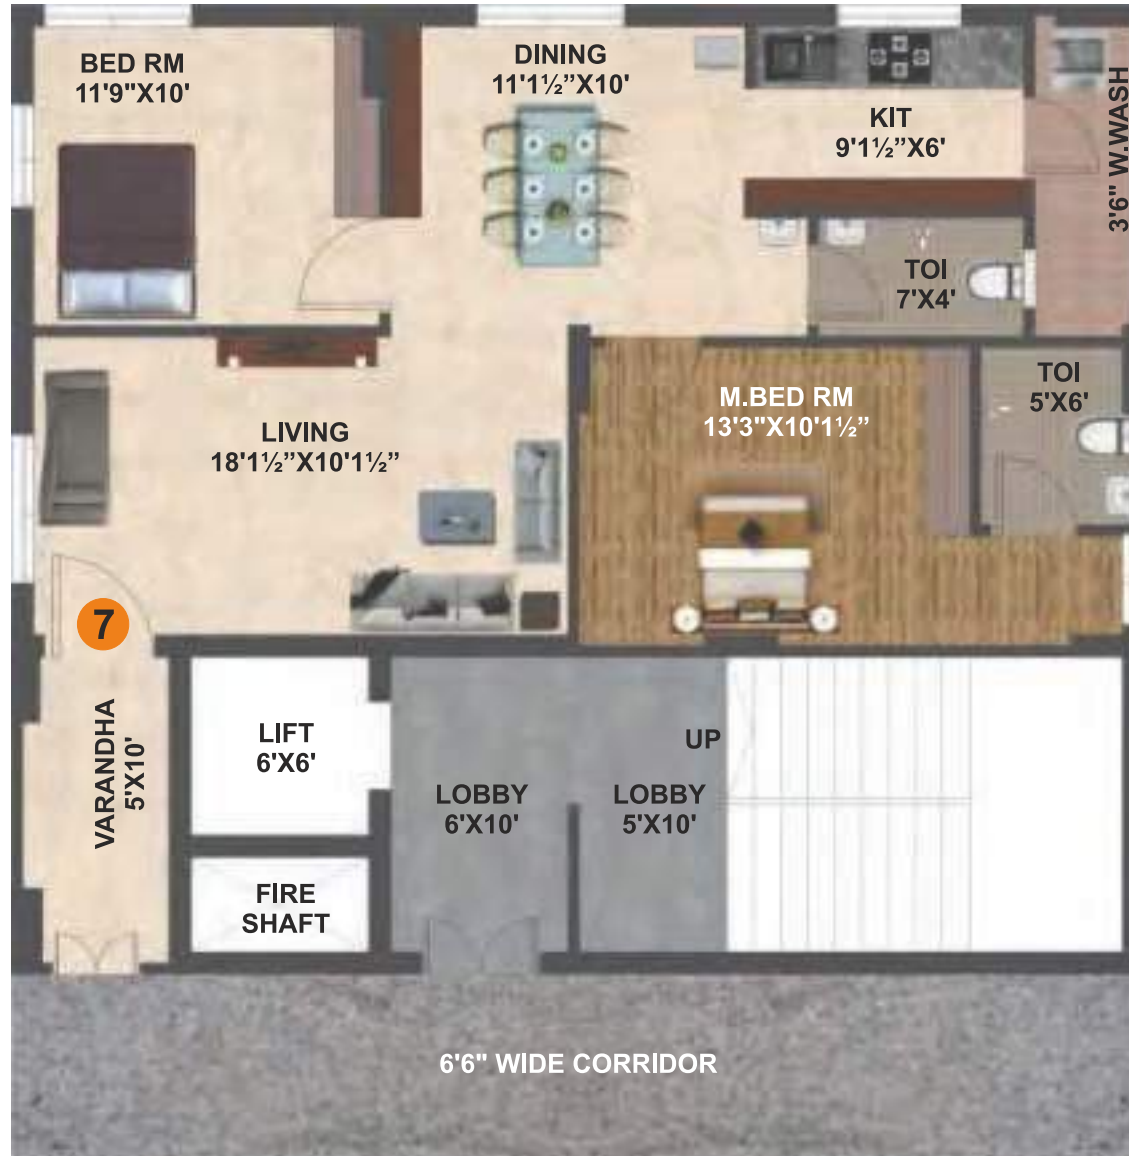 BED RM
11'9"X10'
DINING
11'1½”X10'
KIT
9'1½”X6'
3'6" W.WASH
TOI
7'X4'
TOI
5'X6'
M.BED RM
13'3"X10'1½”
LIVING
18'1½”X10'1½”
7
VARANDHA
5'X10'
LIFT
6'X6'
UP
LOBBY
6'X10'
LOBBY
5'X10'
FIRE
SHAFT
6'6" WIDE CORRIDOR